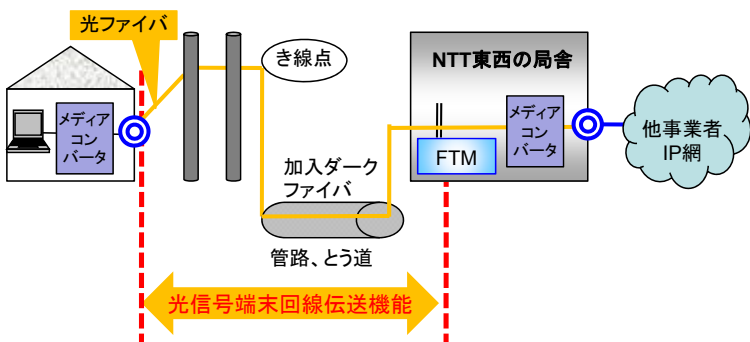 光ファイバ
き線点
NTT東西の局舎
メディア
コン
バータ
メディア
コン
バータ
FTM
他事業者
IP網
加入ダーク
ファイバ
管路、とう道
光信号端末回線伝送機能